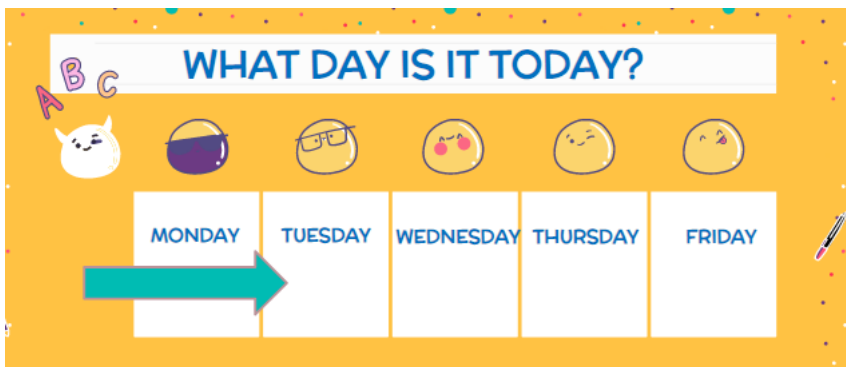 WHAT DAY IS IT TODAY?
A B C
MONDAY TUESDAY WEDNESDAY THURSDAY FRIDAY